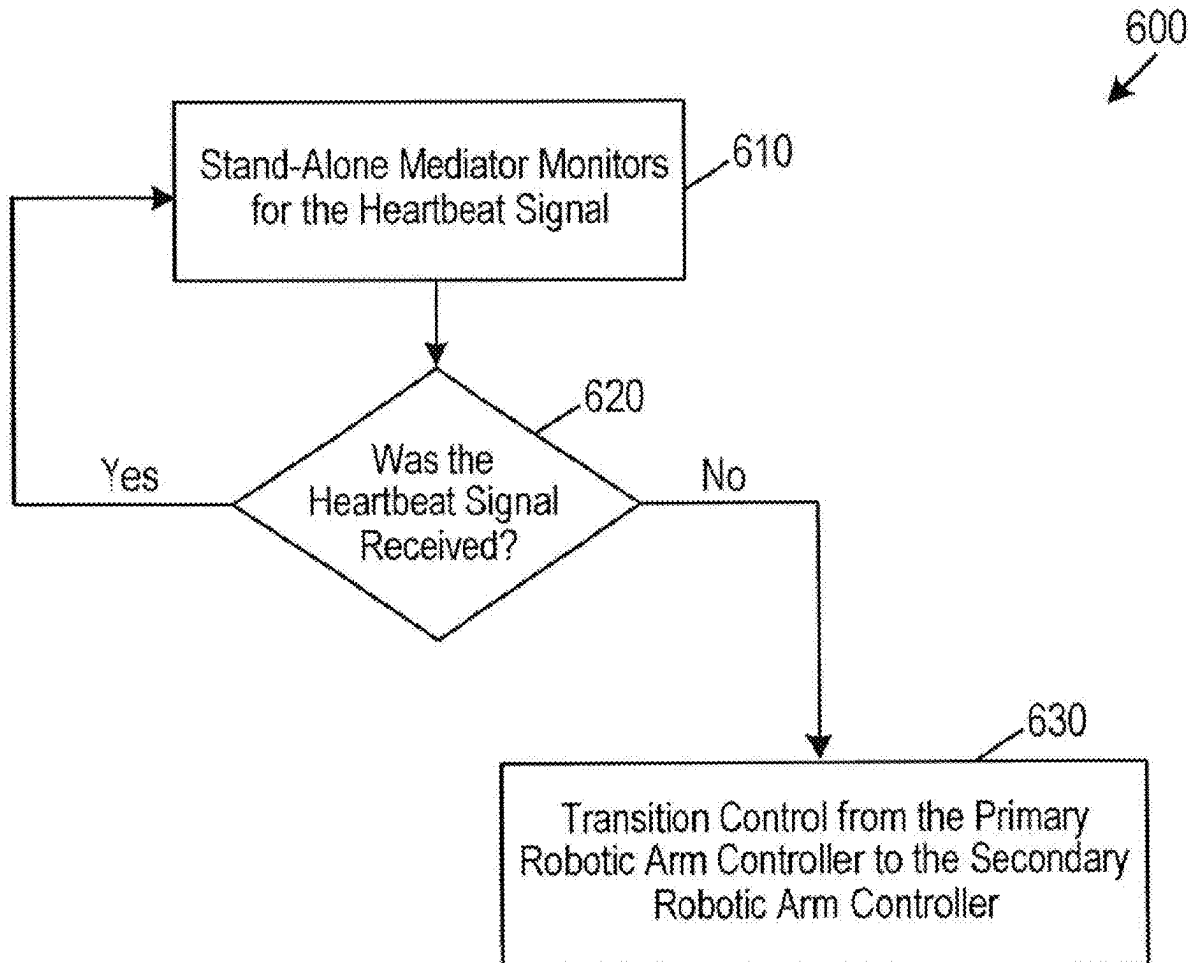 600
Stand-Alone Mediator Monitors
for the Heartbeat Signal
610
620
Was the
Heartbeat Signal
Received?
Yes
No
630
Transition Control from the Primary
Robotic Arm Controller to the Secondary
Robotic Arm Controller